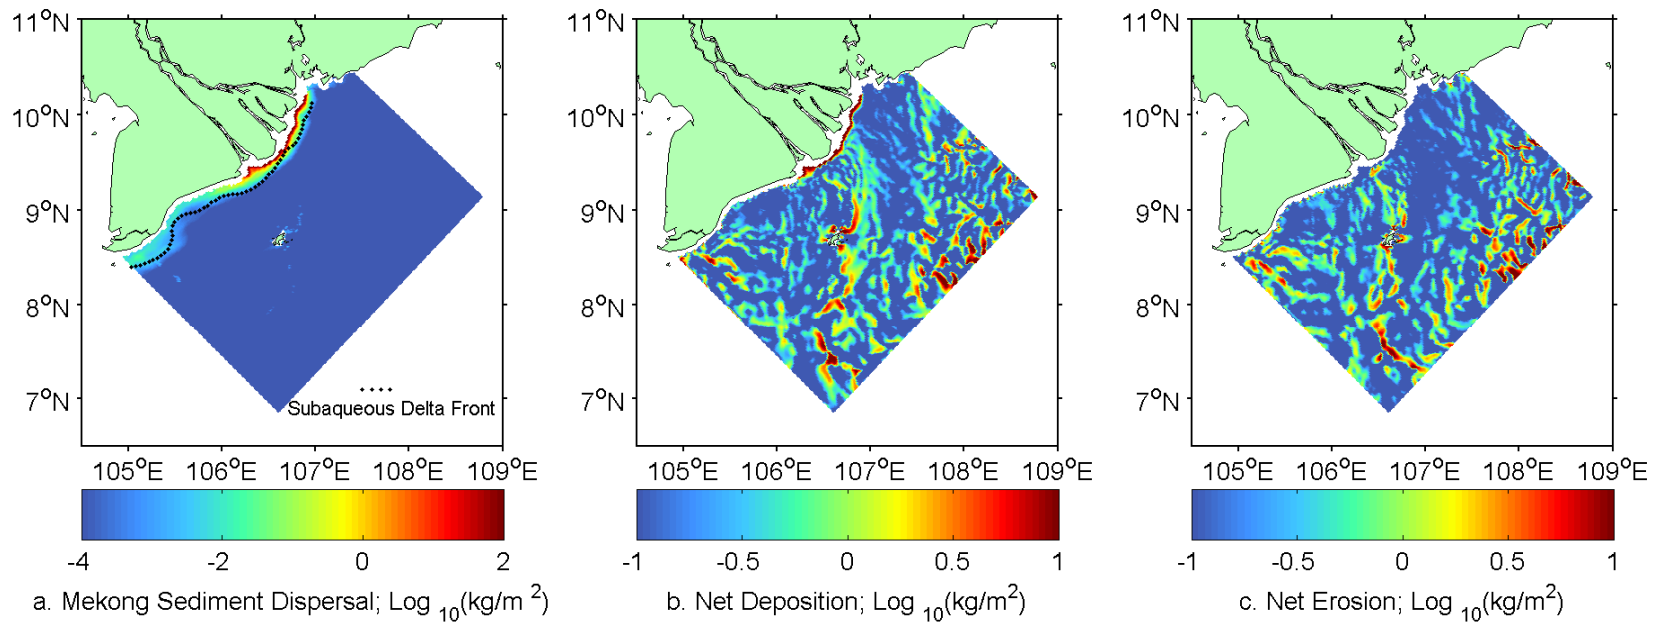 11°N 11°N 11°N
10°N 10°N 10°N
9°N 9°N 9°N
8°N 8°N 8°N
7°N 7°N 7°N
Subaqueous Delta Front
105°E 106°E 107°E 108°E 109°E 105°E 106°E 107°E 108°E 109°E 105°E 106°E 107°E 108°E 109°E
-4 -2 0 2 -1 -0.5 0 0.5 1 -1 -0.5 0 0.5 1
a. Mekong Sediment Dispersal; Log 10(kg/m 2) b. Net Deposition; Log 10(kg/m2) c. Net Erosion; Log 10(kg/m2)